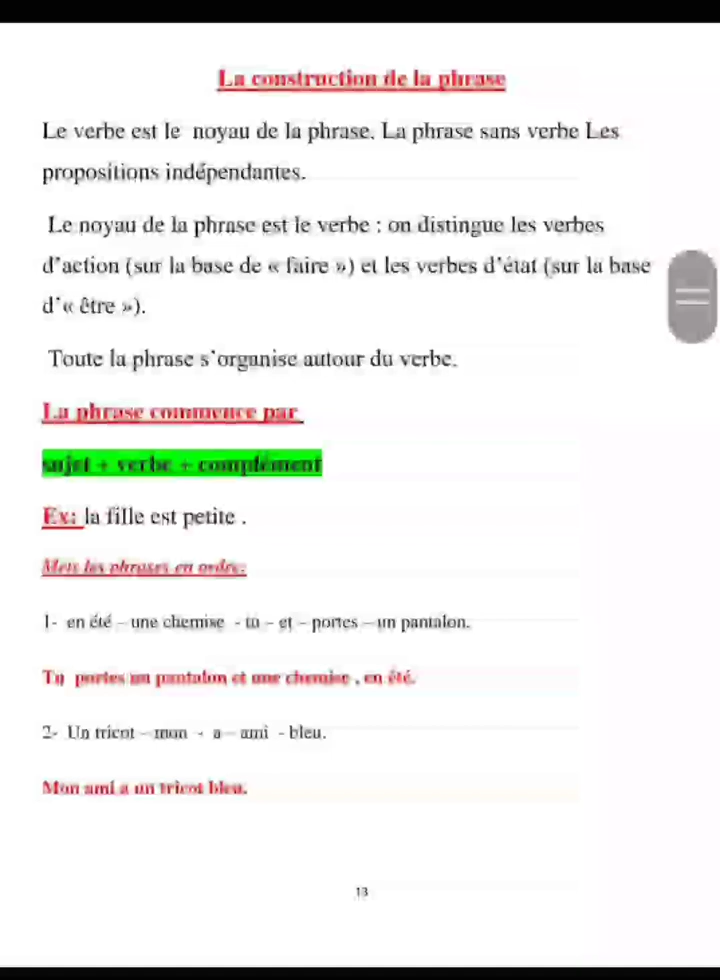 La construction de la phrase
Le verbe est le noyau de la phrase. La phrase sans verbe Les
propositions indépendantes.
Le noyau de la phrase est le verbe : on distingue les verbes
d'action (sur la base de « faire ») et les verbes d'état (sur la base
d'« être »).
Toute la phrase s'organise autour du verbe.
La phrase commence par
sujet + verbe + complément
Ex: la fille est petite .
Mets les phrases en ordre:
1- en été – une chemise - tu – et – portes – un pantalon.
Tu portes un pantalon et une chemise , en été.
2- Un tricot – mon - a – ami - bleu.
Mon ami a un tricot bleu.
13